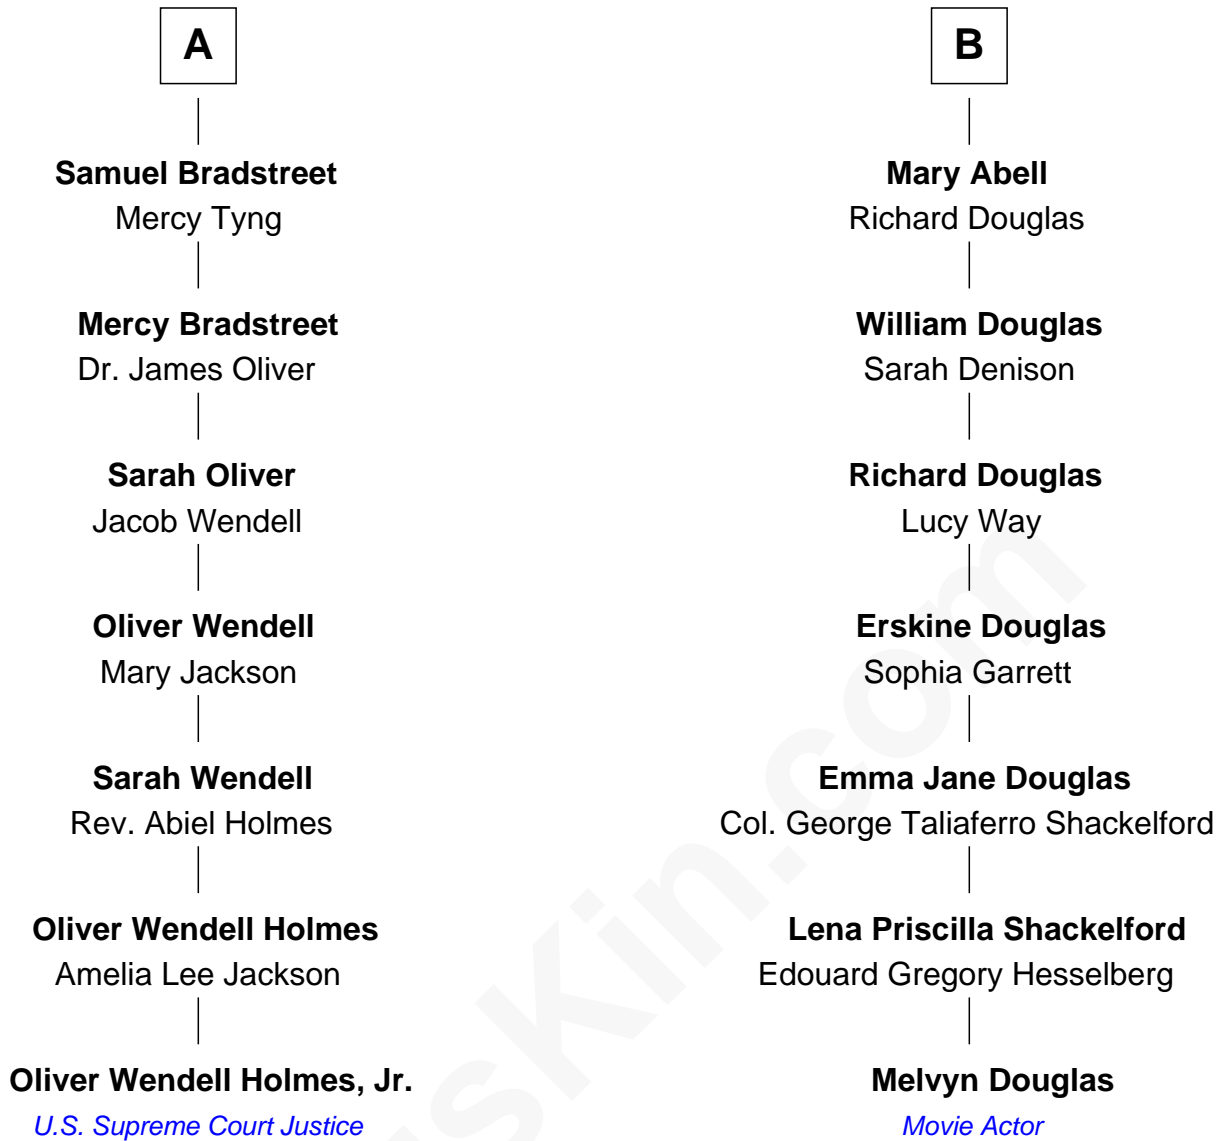 A
Samuel Bradstreet
Mercy Tyng
Mercy Bradstreet
Dr. James Oliver
Sarah Oliver
Jacob Wendell
Oliver Wendell
Mary Jackson
Sarah Wendell
Rev. Abiel Holmes
Oliver Wendell Holmes
Amelia Lee Jackson
Oliver Wendell Holmes, Jr.
U.S. Supreme Court Justice
B
Mary Abell
Richard Douglas
William Douglas
Sarah Denison
Richard Douglas
Lucy Way
Erskine Douglas
Sophia Garrett
Emma Jane Douglas
Col. George Taliaferro Shackelford
Lena Priscilla Shackelford
Edouard Gregory Hesselberg
Melvyn Douglas
Movie Actor